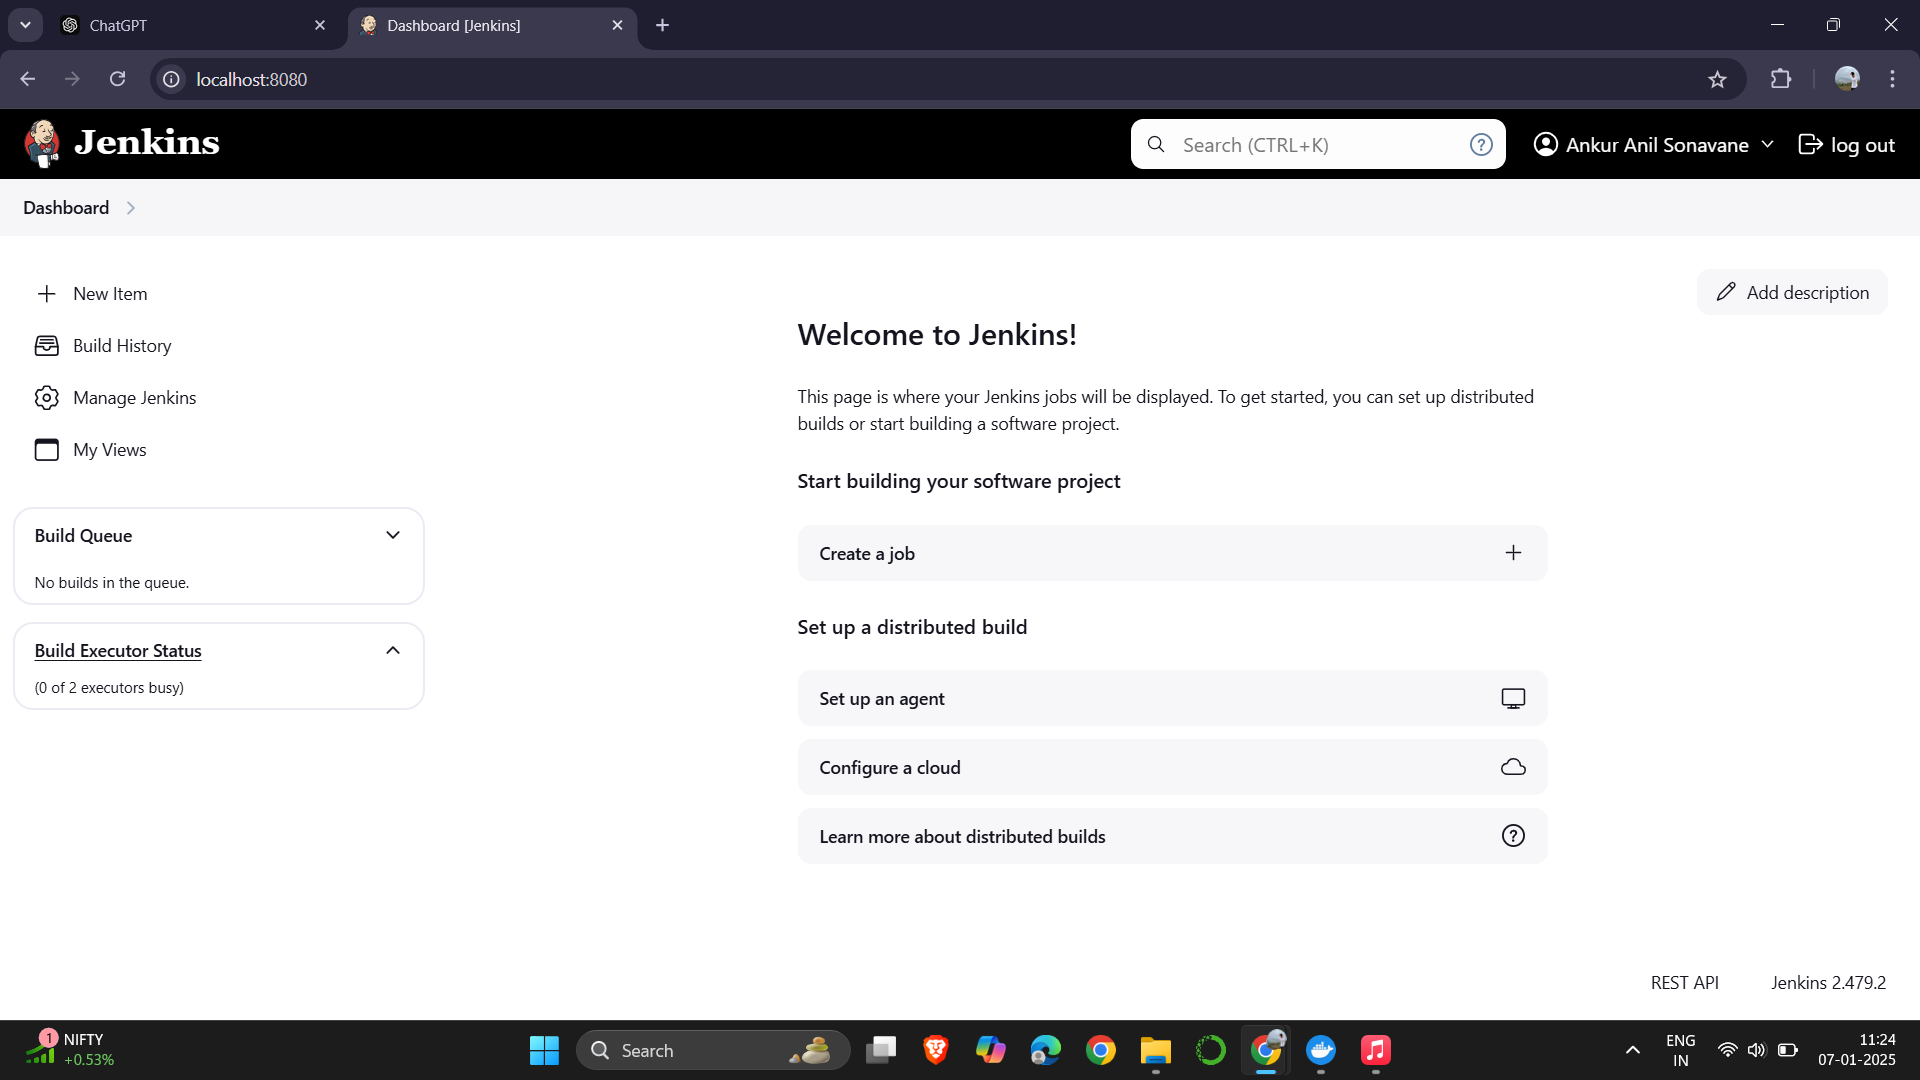 ChatGPT
Dashboard [Jenkins]
localhost:8080
Jenkins
Search (CTRL+K)
?
Ankur Anil Sonavane
log out
Dashboard
New Item
Build History
Manage Jenkins
My Views
Build Queue
No builds in the queue.
Build Executor Status
(0 of 2 executors busy)
Add description
Welcome to Jenkins!
This page is where your Jenkins jobs will be displayed. To get started, you can set up distributed
builds or start building a software project.
Start building your software project
Create a job
Set up a distributed build
Set up an agent
Configure a cloud
Learn more about distributed builds
?
REST API
Jenkins 2.479.2
1
NIFTY
+0.53%
Search
ENG
IN
11:24
07-01-2025